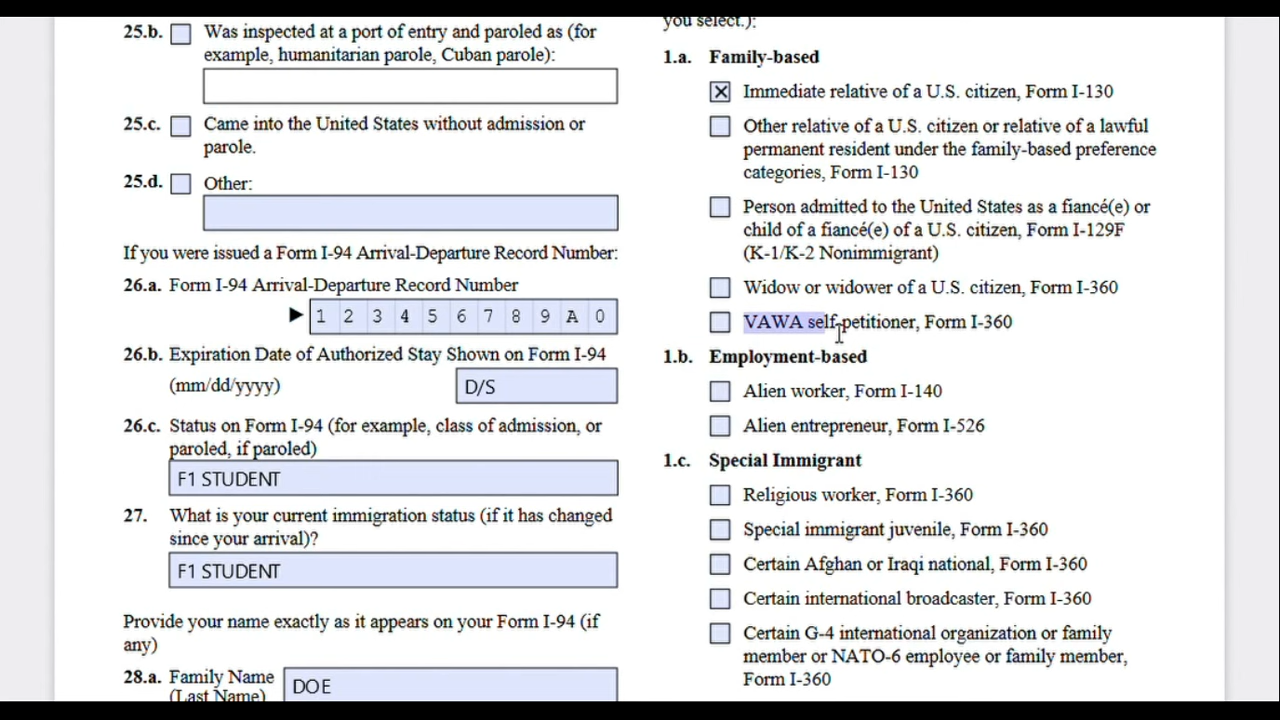 25.b. Was inspected at a port of entry and paroled as (for
example, humanitarian parole, Cuban parole):
25.c. Came into the United States without admission or
parole.
25.d. Other:
If you were issued a Form I-94 Arrival-Departure Record Number:
26.a. Form I-94 Arrival-Departure Record Number
1 2 3 4 5 6 7 8 9 A 0
26.b. Expiration Date of Authorized Stay Shown on Form I-94
(mm/dd/yyyy) D/S
26.c. Status on Form I-94 (for example, class of admission, or
paroled, if paroled)
F1 STUDENT
27. What is your current immigration status (if it has changed
since your arrival)?
F1 STUDENT
Provide your name exactly as it appears on your Form I-94 (if
any)
28.a. Family Name
(Last Name) DOE
you select.):
1.a. Family-based
Immediate relative of a U.S. citizen, Form I-130
Other relative of a U.S. citizen or relative of a lawful
permanent resident under the family-based preference
categories, Form I-130
Person admitted to the United States as a fiancé(e) or
child of a fiancé(e) of a U.S. citizen, Form I-129F
(K-1/K-2 Nonimmigrant)
Widow or widower of a U.S. citizen, Form I-360
VAWA self-petitioner, Form I-360
1.b. Employment-based
Alien worker, Form I-140
Alien entrepreneur, Form I-526
1.c. Special Immigrant
Religious worker, Form I-360
Special immigrant juvenile, Form I-360
Certain Afghan or Iraqi national, Form I-360
Certain international broadcaster, Form I-360
Certain G-4 international organization or family
member or NATO-6 employee or family member,
Form I-360